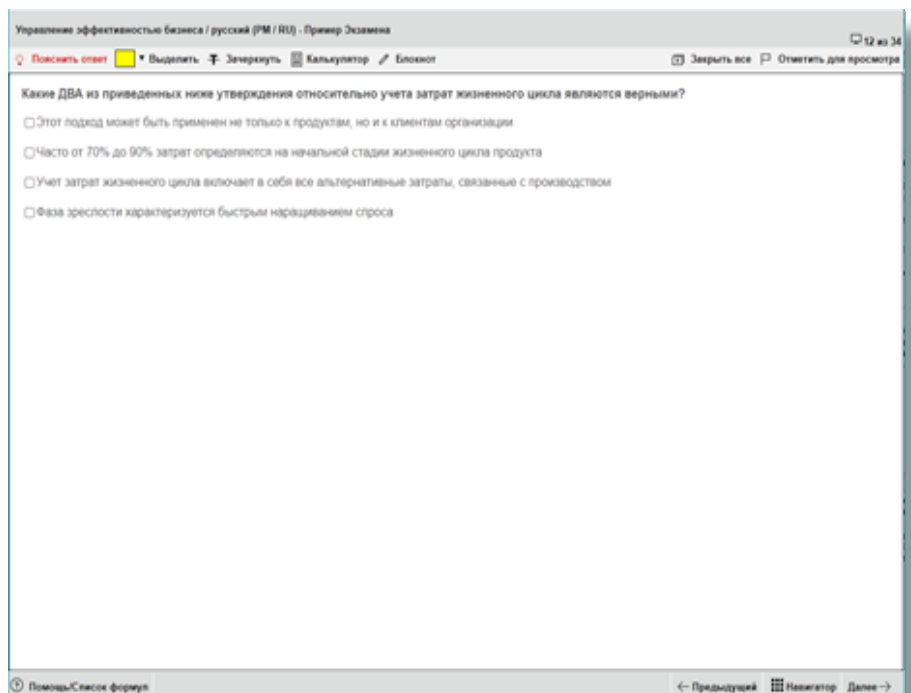 Управление эффективностью бизнеса / русский (PM / RU) - Пример Экзамена
12 из 34
Пояснить ответ Выделить Зачеркнуть Калькулятор Блокнот Закрыть все Отметить для просмотра
Какие ДВА из приведенных ниже утверждения относительно учета затрат жизненного цикла являются верными?
Этот подход может быть применен не только к продуктам, но и к клиентам организации
Часто от 70% до 90% затрат определяются на начальной стадии жизненного цикла продукта
Учет затрат жизненного цикла включает в себя все альтернативные затраты, связанные с производством
Фаза зрелости характеризуется быстрым наращиванием спроса
Помощь/Список формул ← Предыдущий Навигатор Далее →